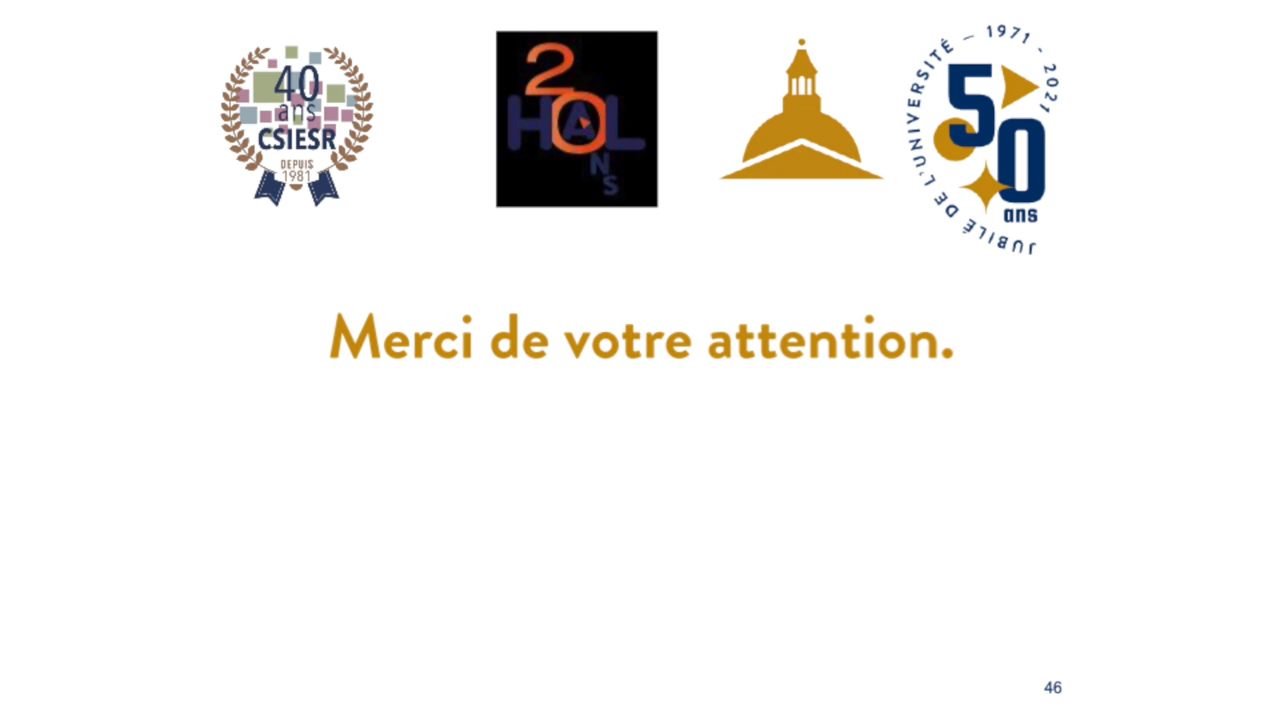 40
ans
CSIESR
DEPUIS
1981
20
HAL
NS
JUBILÉ DE L'UNIVERSITÉ – 1971 - 2021
50
ans
Merci de votre attention.
46